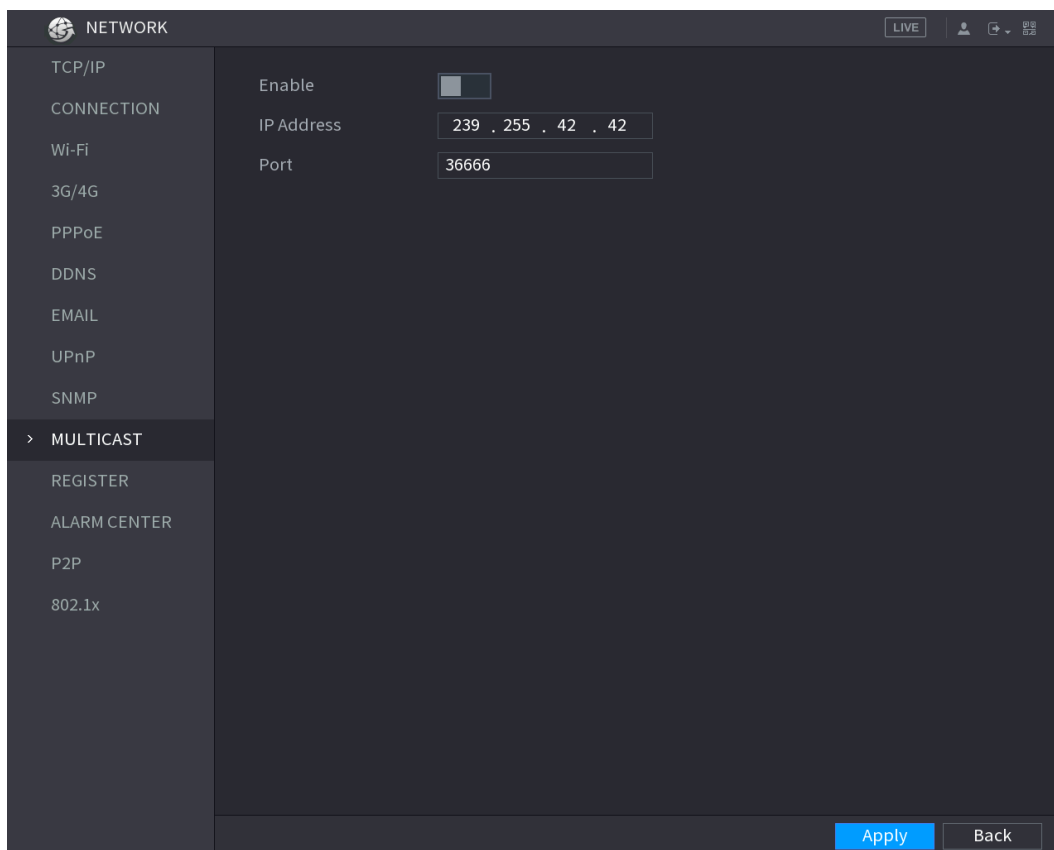 NETWORK
LIVE
TCP/IP
CONNECTION
Wi-Fi
3G/4G
PPPoE
DDNS
EMAIL
UPnP
SNMP
MULTICAST
REGISTER
ALARM CENTER
P2P
802.1x
Enable
IP Address 239 . 255 . 42 . 42
Port 36666
Apply Back